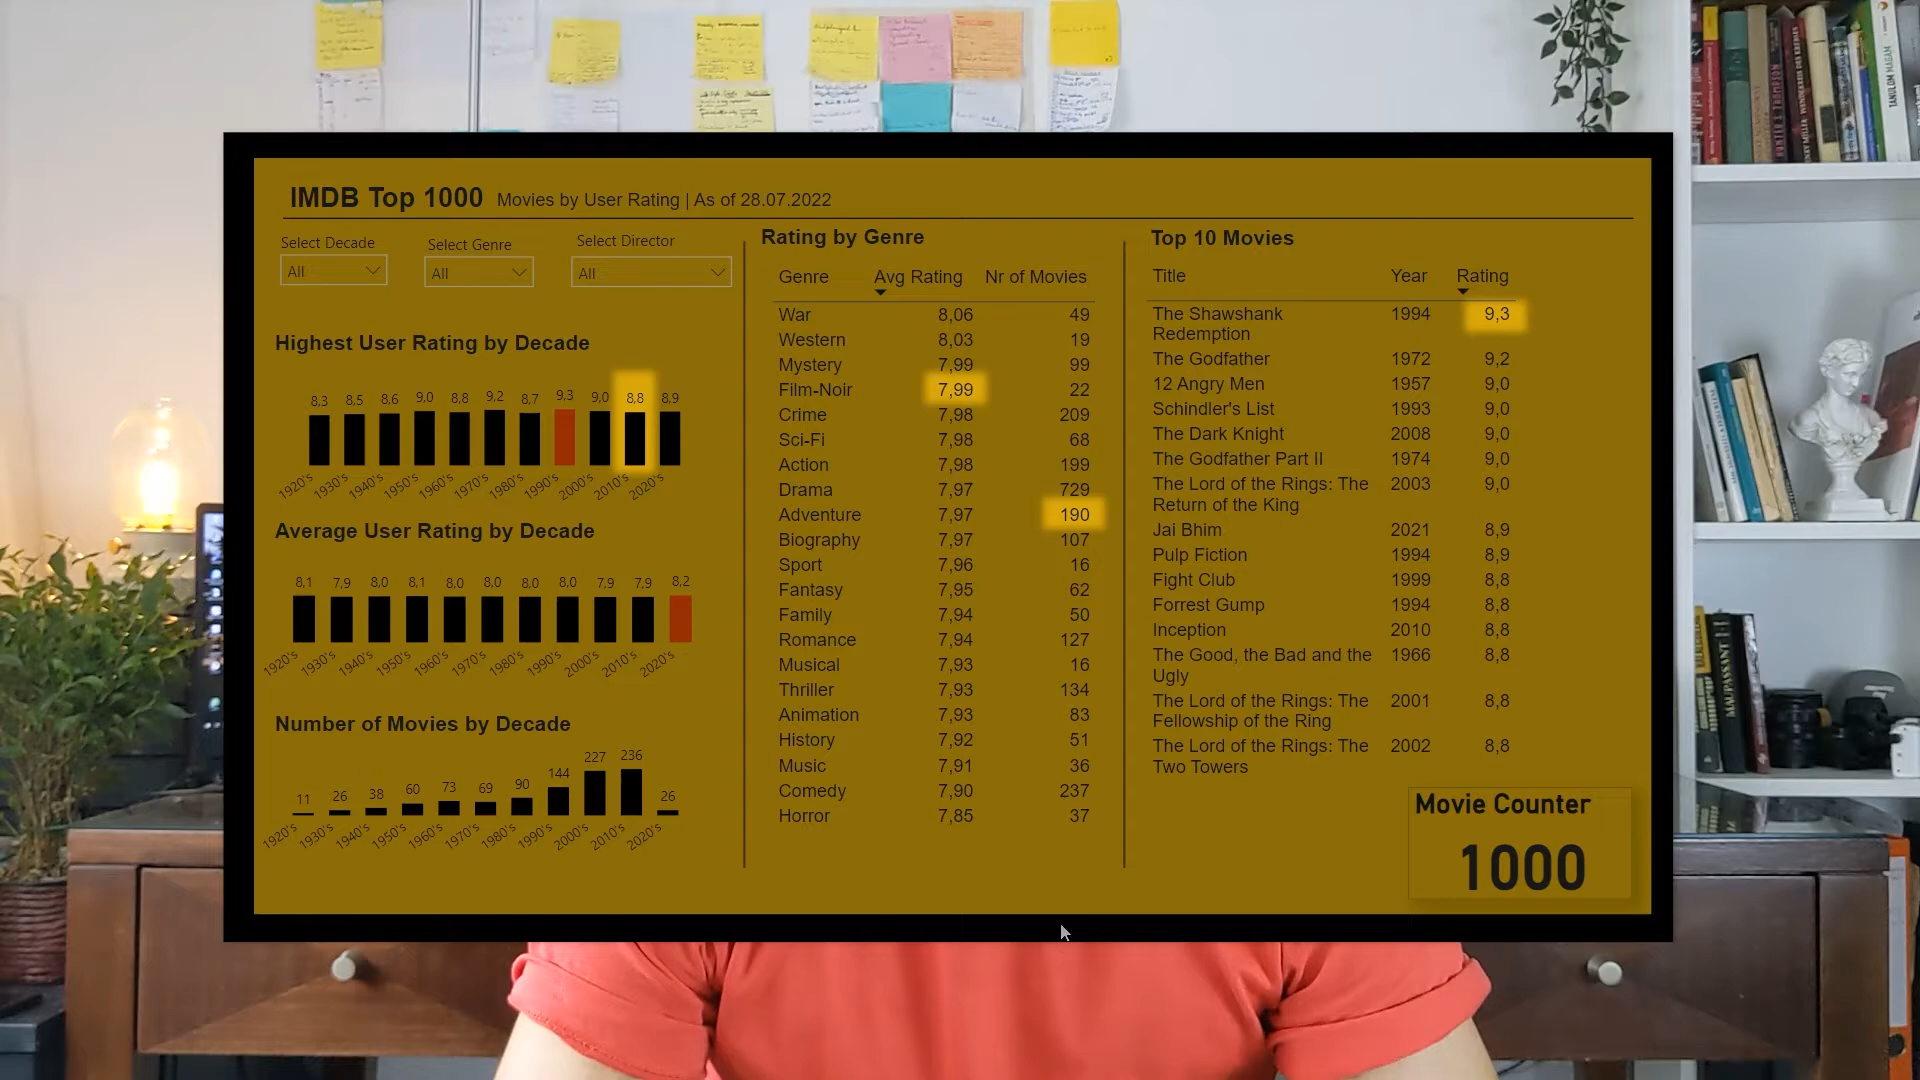 IMDB Top 1000 Movies by User Rating | As of 28.07.2022
Select Decade
All
Select Genre
All
Select Director
All
Highest User Rating by Decade
8,3 8,5 8,6 9,0 8,8 9,2 8,7 9,3 9,0 8,8 8,9
1920's 1930's 1940's 1950's 1960's 1970's 1980's 1990's 2000's 2010's 2020's
Average User Rating by Decade
8,1 7,9 8,0 8,1 8,0 8,0 8,0 8,0 7,9 7,9 8,2
1920's 1930's 1940's 1950's 1960's 1970's 1980's 1990's 2000's 2010's 2020's
Number of Movies by Decade
11 26 38 60 73 69 90 144 227 236 26
1920's 1930's 1940's 1950's 1960's 1970's 1980's 1990's 2000's 2010's 2020's
Rating by Genre
Genre Avg Rating Nr of Movies
War 8,06 49
Western 8,03 19
Mystery 7,99 99
Film-Noir 7,99 22
Crime 7,98 209
Sci-Fi 7,98 68
Action 7,98 199
Drama 7,97 729
Adventure 7,97 190
Biography 7,97 107
Sport 7,96 16
Fantasy 7,95 62
Family 7,94 50
Romance 7,94 127
Musical 7,93 16
Thriller 7,93 134
Animation 7,93 83
History 7,92 51
Music 7,91 36
Comedy 7,90 237
Horror 7,85 37
Top 10 Movies
Title Year Rating
The Shawshank 1994 9,3
Redemption
The Godfather 1972 9,2
12 Angry Men 1957 9,0
Schindler's List 1993 9,0
The Dark Knight 2008 9,0
The Godfather Part II 1974 9,0
The Lord of the Rings: The 2003 9,0
Return of the King
Jai Bhim 2021 8,9
Pulp Fiction 1994 8,9
Fight Club 1999 8,8
Forrest Gump 1994 8,8
Inception 2010 8,8
The Good, the Bad and the 1966 8,8
Ugly
The Lord of the Rings: The 2001 8,8
Fellowship of the Ring
The Lord of the Rings: The 2002 8,8
Two Towers
Movie Counter
1000
MAUPASSANT